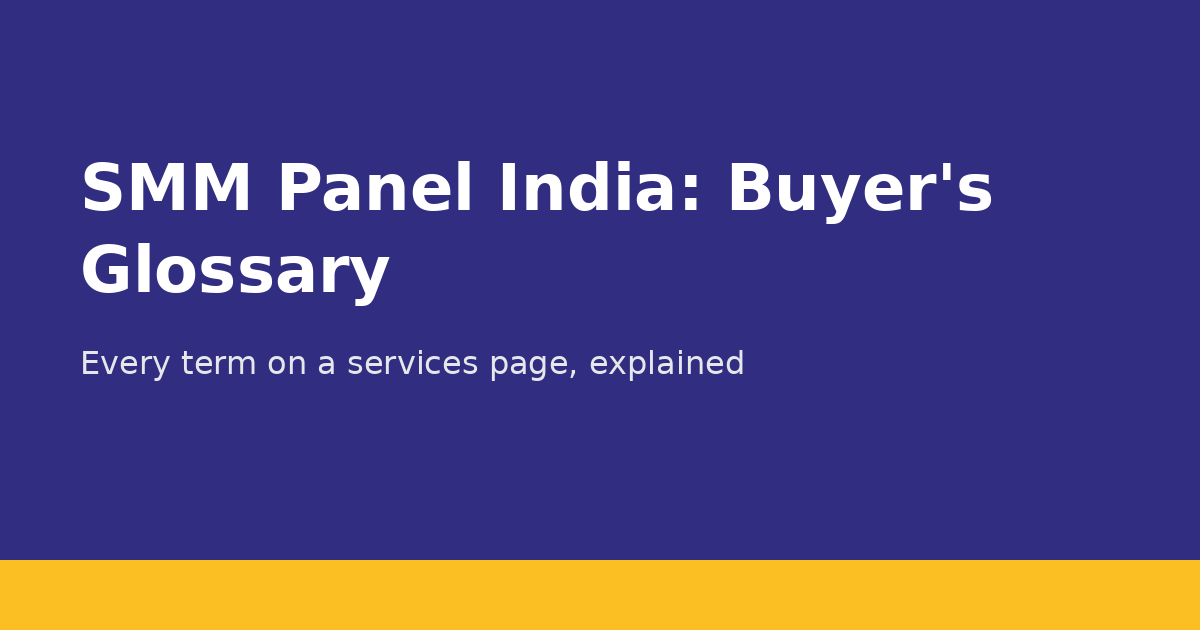 SMM Panel India: Buyer's
Glossary
Every term on a services page, explained